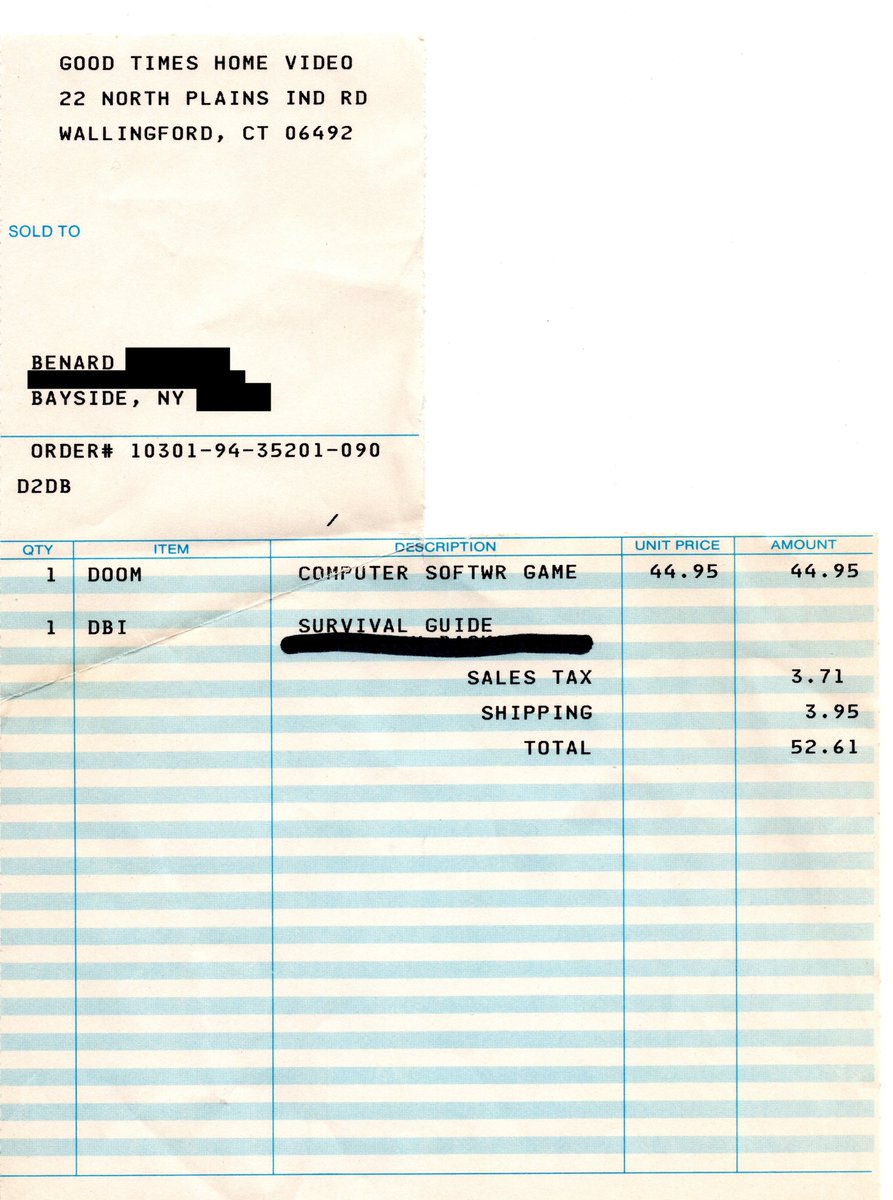 GOOD TIMES HOME VIDEO
22 NORTH PLAINS IND RD
WALLINGFORD, CT 06492
SOLD TO
BENARD
BAYSIDE, NY
ORDER# 10301-94-35201-090
D2DB
QTY ITEM DESCRIPTION UNIT PRICE AMOUNT
1 DOOM COMPUTER SOFTWR GAME 44.95 44.95
1 DBI SURVIVAL GUIDE
SALES TAX 3.71
SHIPPING 3.95
TOTAL 52.61